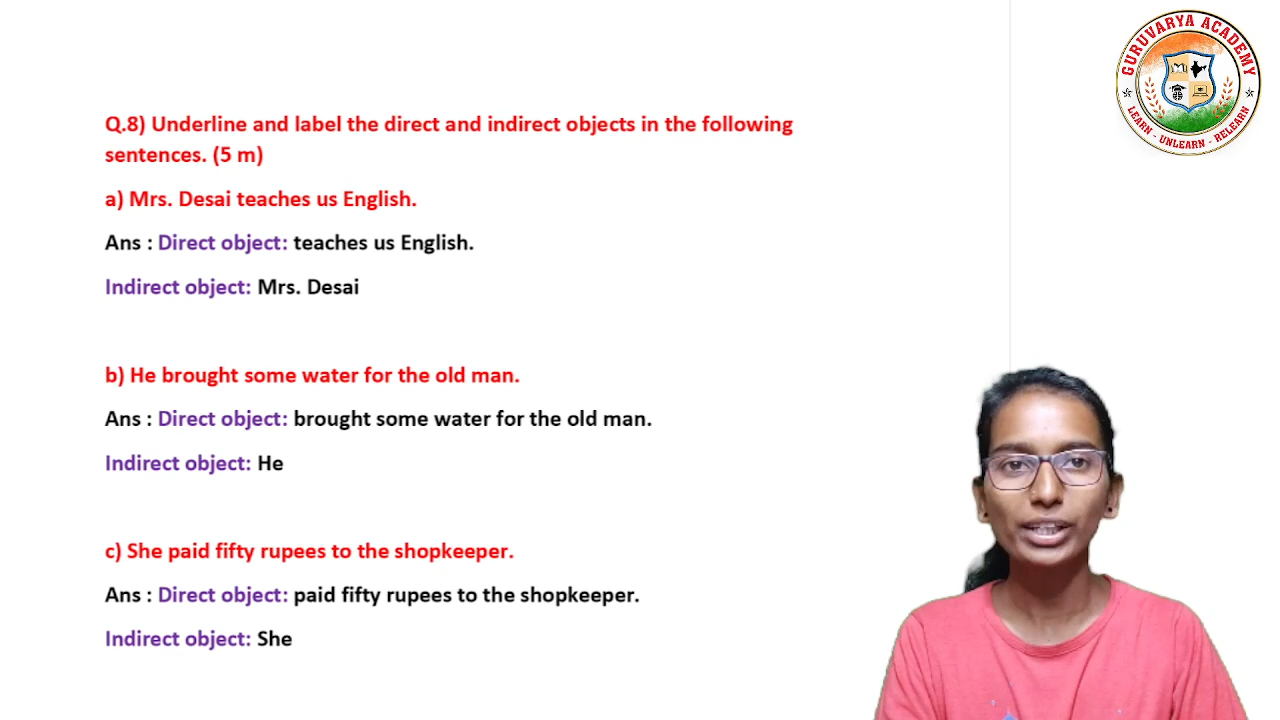 GURUVARYA ACADEMY
LEARN - UNLEARN - RELEARN
Q.8) Underline and label the direct and indirect objects in the following
sentences. (5 m)
a) Mrs. Desai teaches us English.
Ans : Direct object: teaches us English.
Indirect object: Mrs. Desai
b) He brought some water for the old man.
Ans : Direct object: brought some water for the old man.
Indirect object: He
c) She paid fifty rupees to the shopkeeper.
Ans : Direct object: paid fifty rupees to the shopkeeper.
Indirect object: She